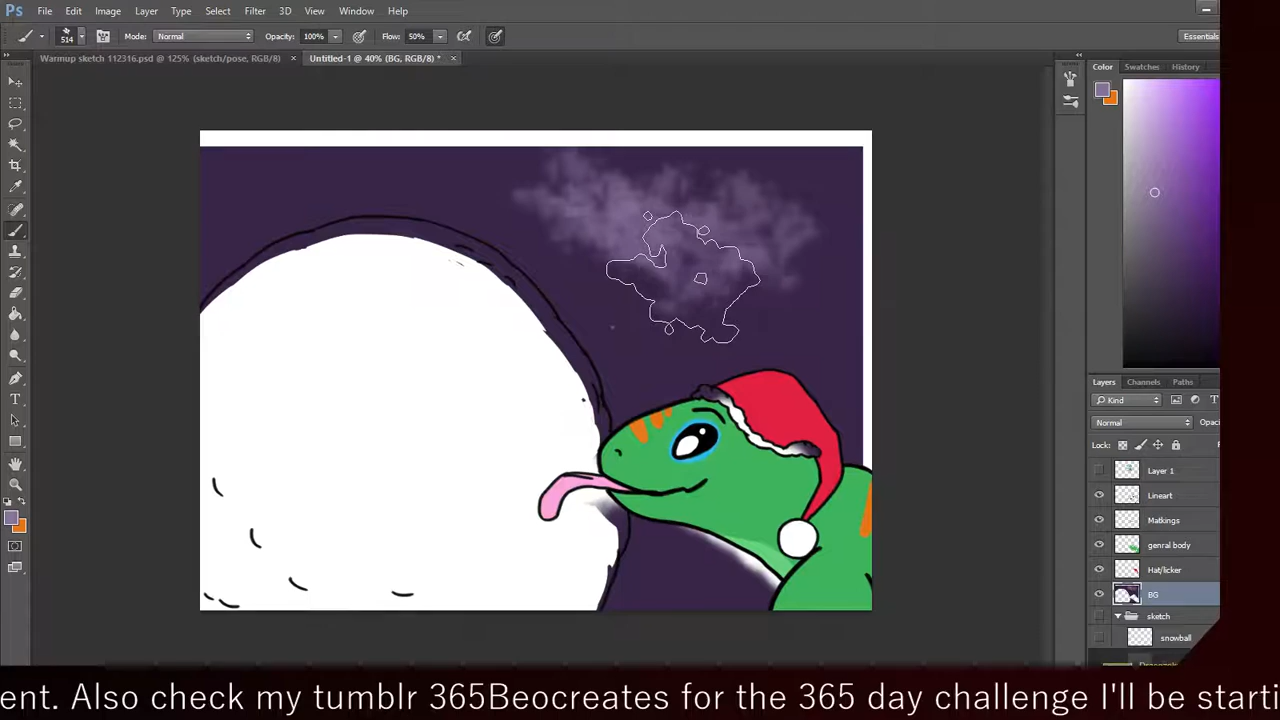 Ps File Edit Image Layer Type Select Filter 3D View Window Help
514 Mode: Normal Opacity: 100% Flow: 50% Essentials
Warmup sketch 112316.psd @ 125% (sketch/pose, RGB/8) × Untitled-1 @ 40% (BG, RGB/8) * ×
Color Swatches History
Layers Channels Paths
Kind
Normal Opac
Lock:
Layer 1
Lineart
Matkings
genral body
Hat/licker
BG
sketch
snowball
ent. Also check my tumblr 365Beocreates for the 365 day challenge I'll be starti